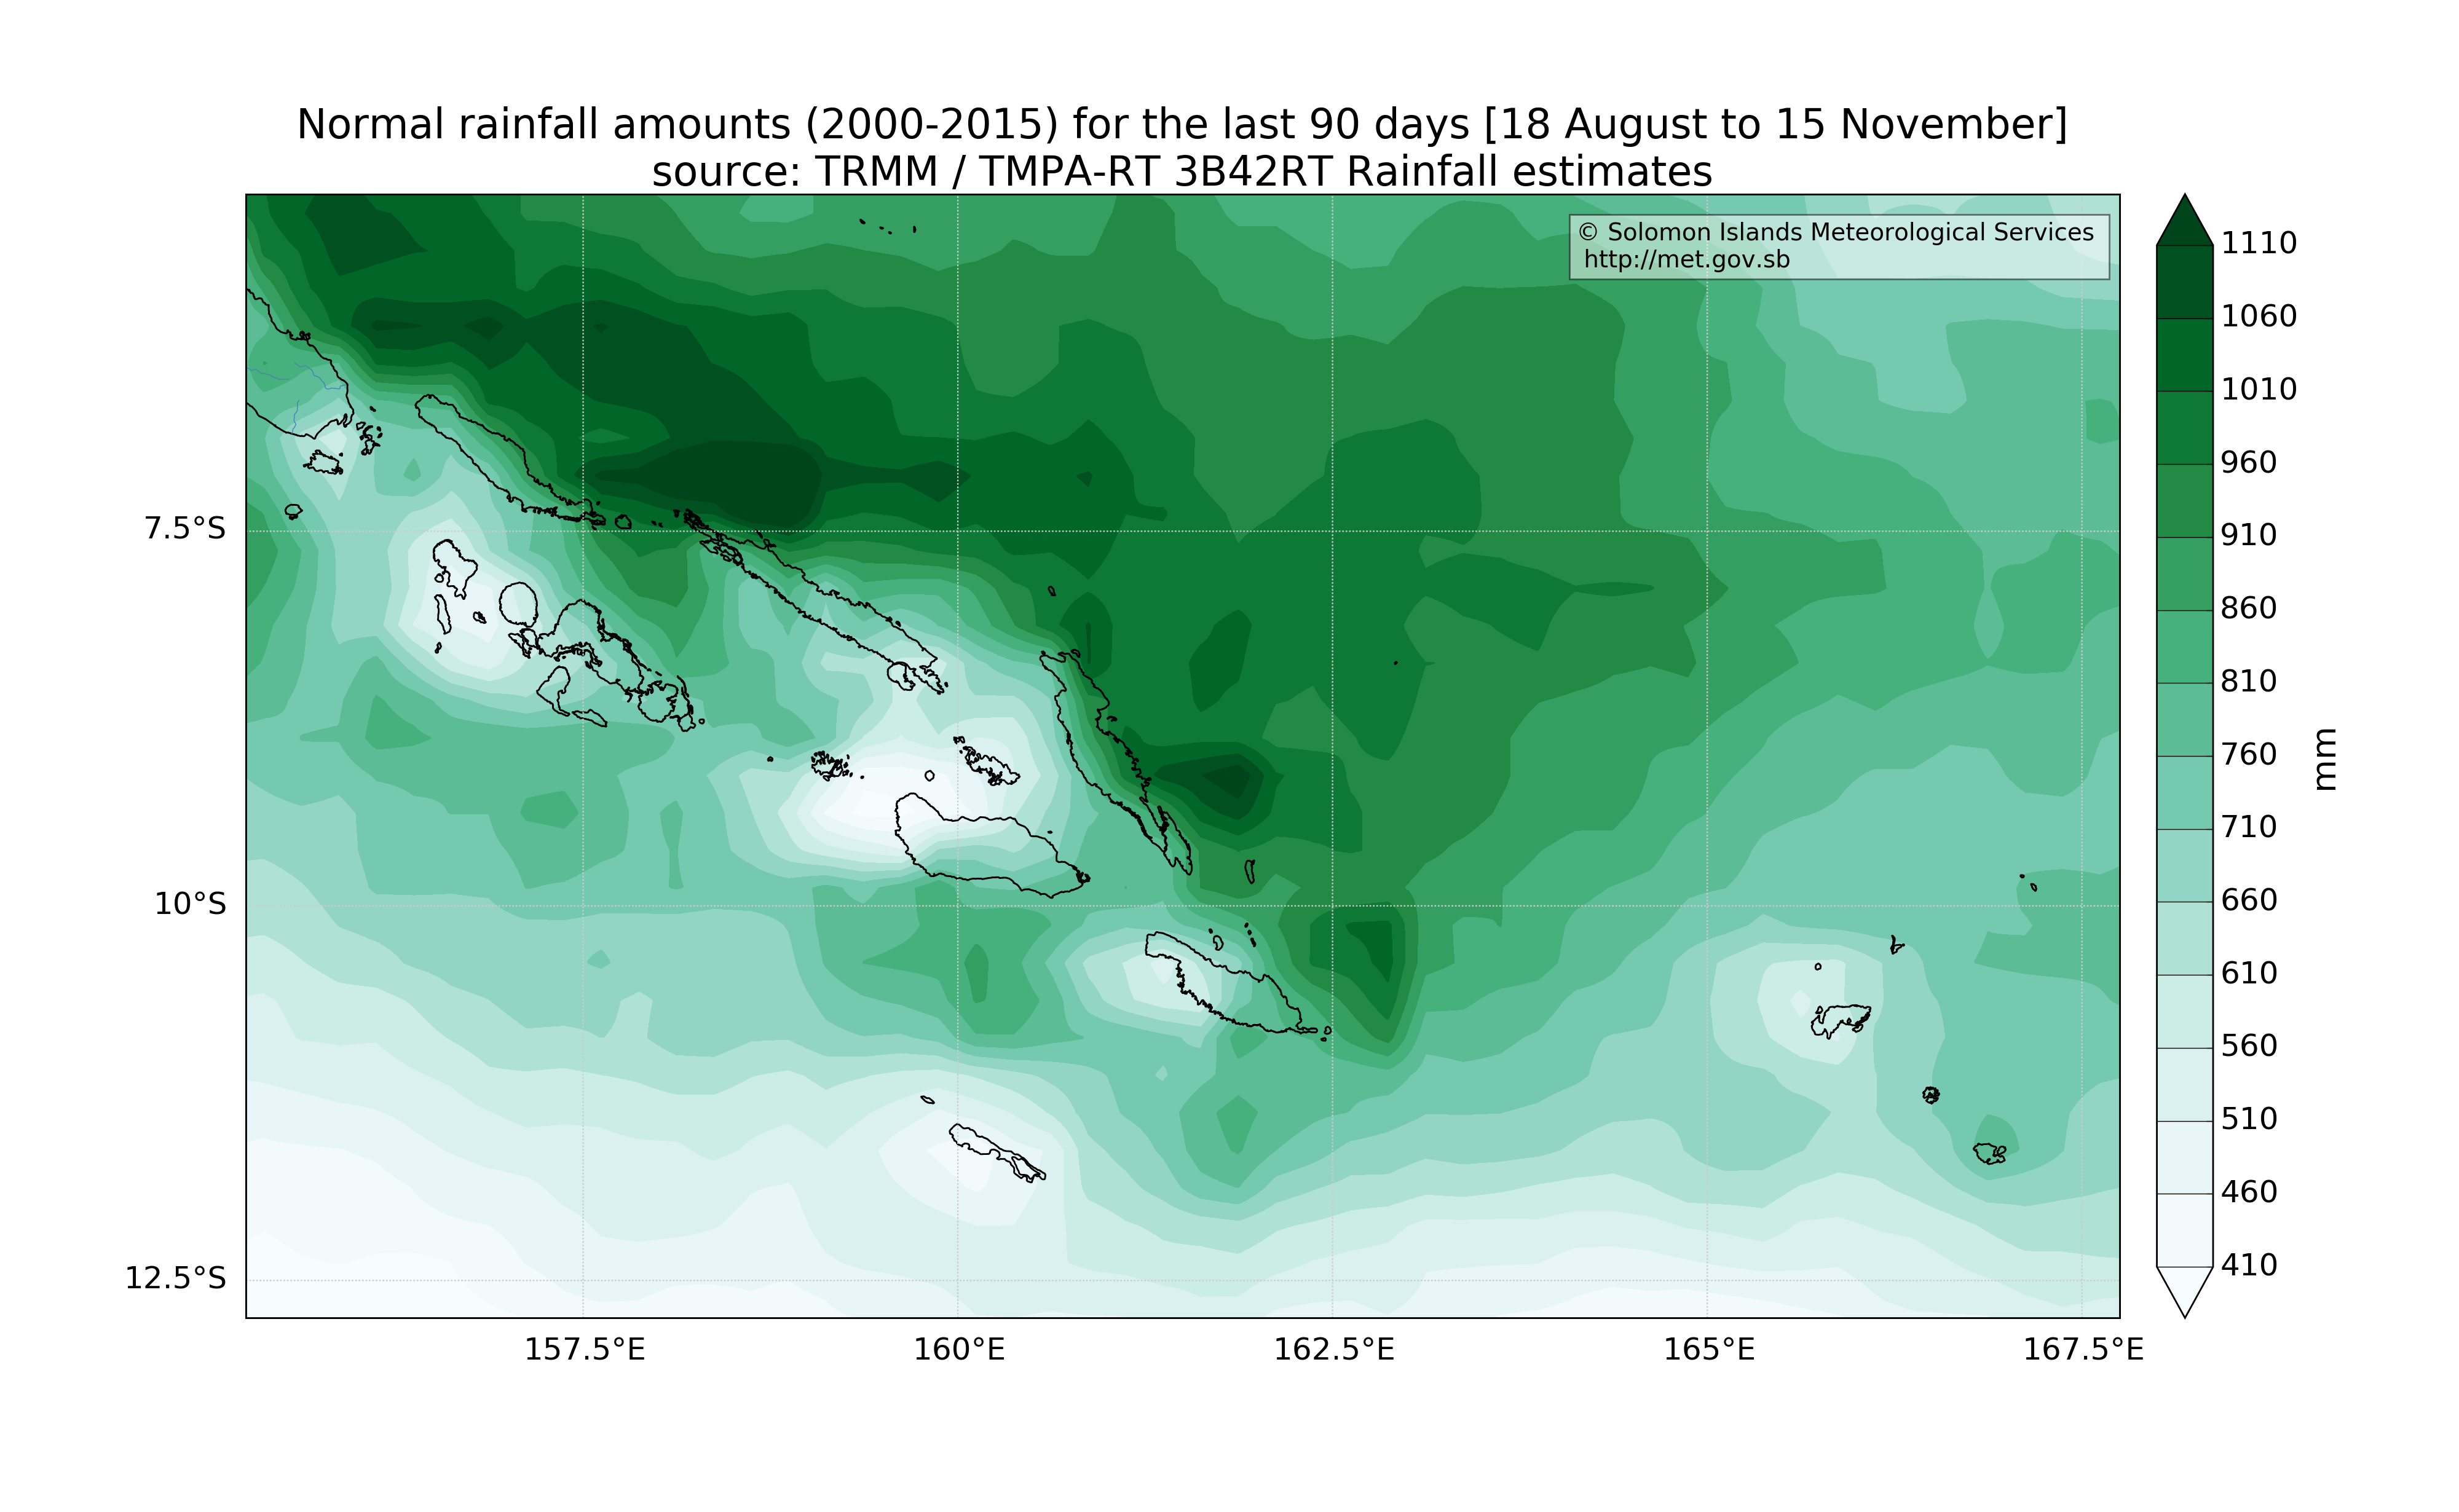 Normal rainfall amounts (2000-2015) for the last 90 days [18 August to 15 November]
source: TRMM / TMPA-RT 3B42RT Rainfall estimates
© Solomon Islands Meteorological Services
http://met.gov.sb
7.5°S
10°S
12.5°S
157.5°E
160°E
162.5°E
165°E
167.5°E
1110
1060
1010
960
910
860
810
760
710
660
610
560
510
460
410
mm